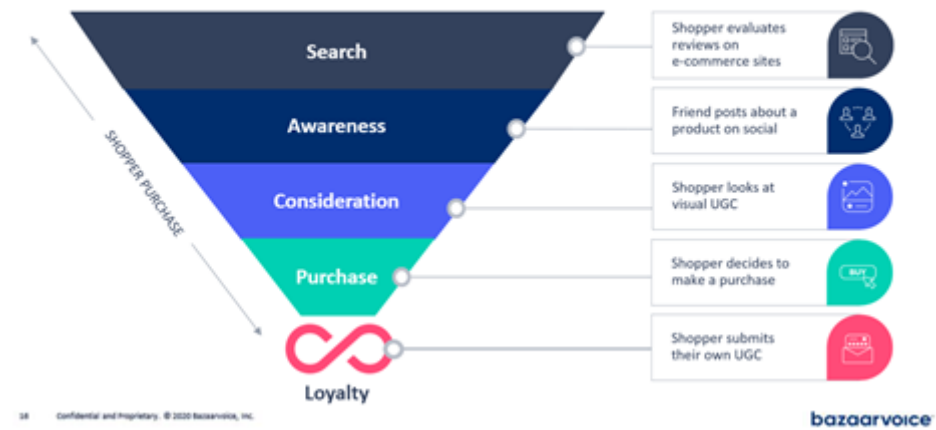 Search
Shopper evaluates
reviews on
e-commerce sites
Awareness
Friend posts about a
product on social
SHOPPER PURCHASE
Consideration
Shopper looks at
visual UGC
Purchase
Shopper decides to
make a purchase
BUY
Shopper submits
their own UGC
Loyalty
16 Confidential and Proprietary. © 2020 Bazaarvoice, Inc.
bazaarvoice